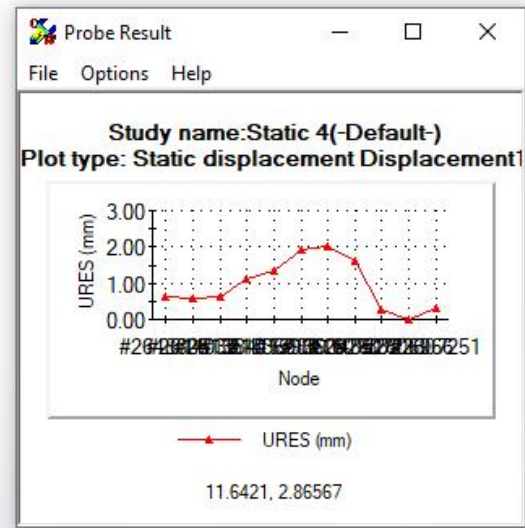 Probe Result
File Options Help
Study name:Static 4(-Default-)
Plot type: Static displacement Displacement1
URES (mm)
3.00
2.00
1.00
0.00
Node
URES (mm)
11.6421, 2.86567